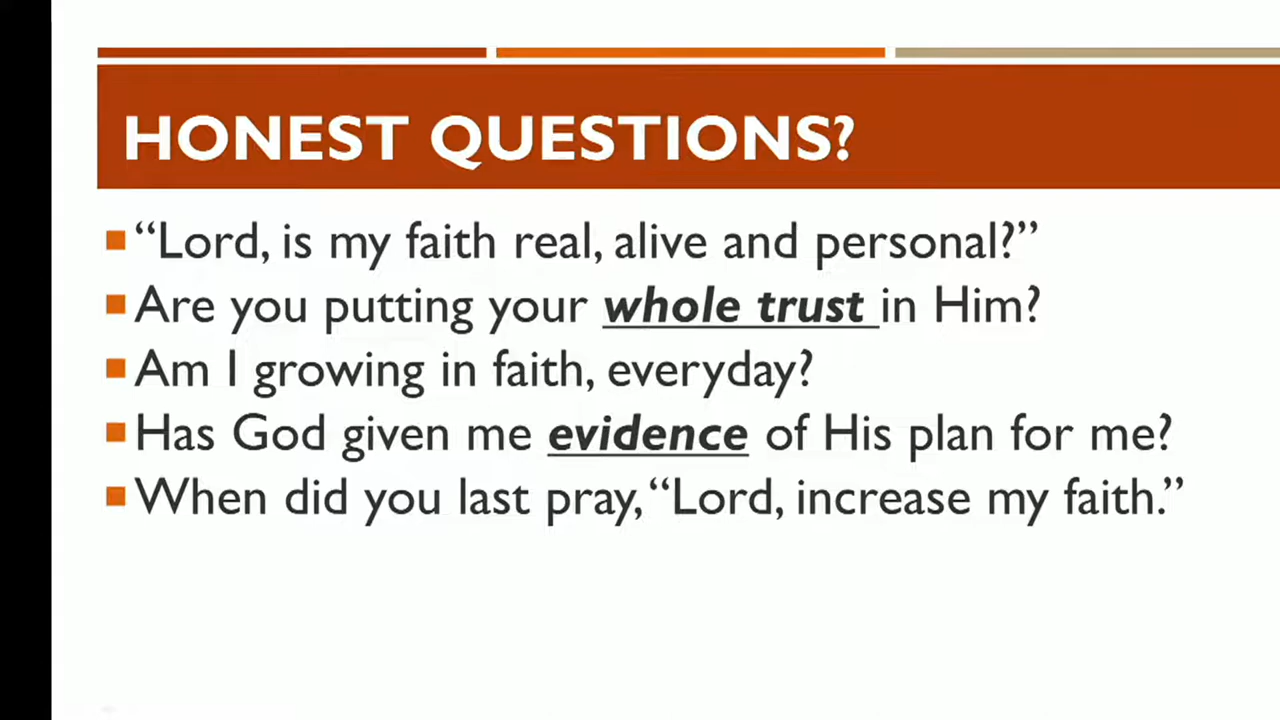 HONEST QUESTIONS?
“Lord, is my faith real, alive and personal?”
Are you putting your whole trust in Him?
Am I growing in faith, everyday?
Has God given me evidence of His plan for me?
When did you last pray, “Lord, increase my faith.”